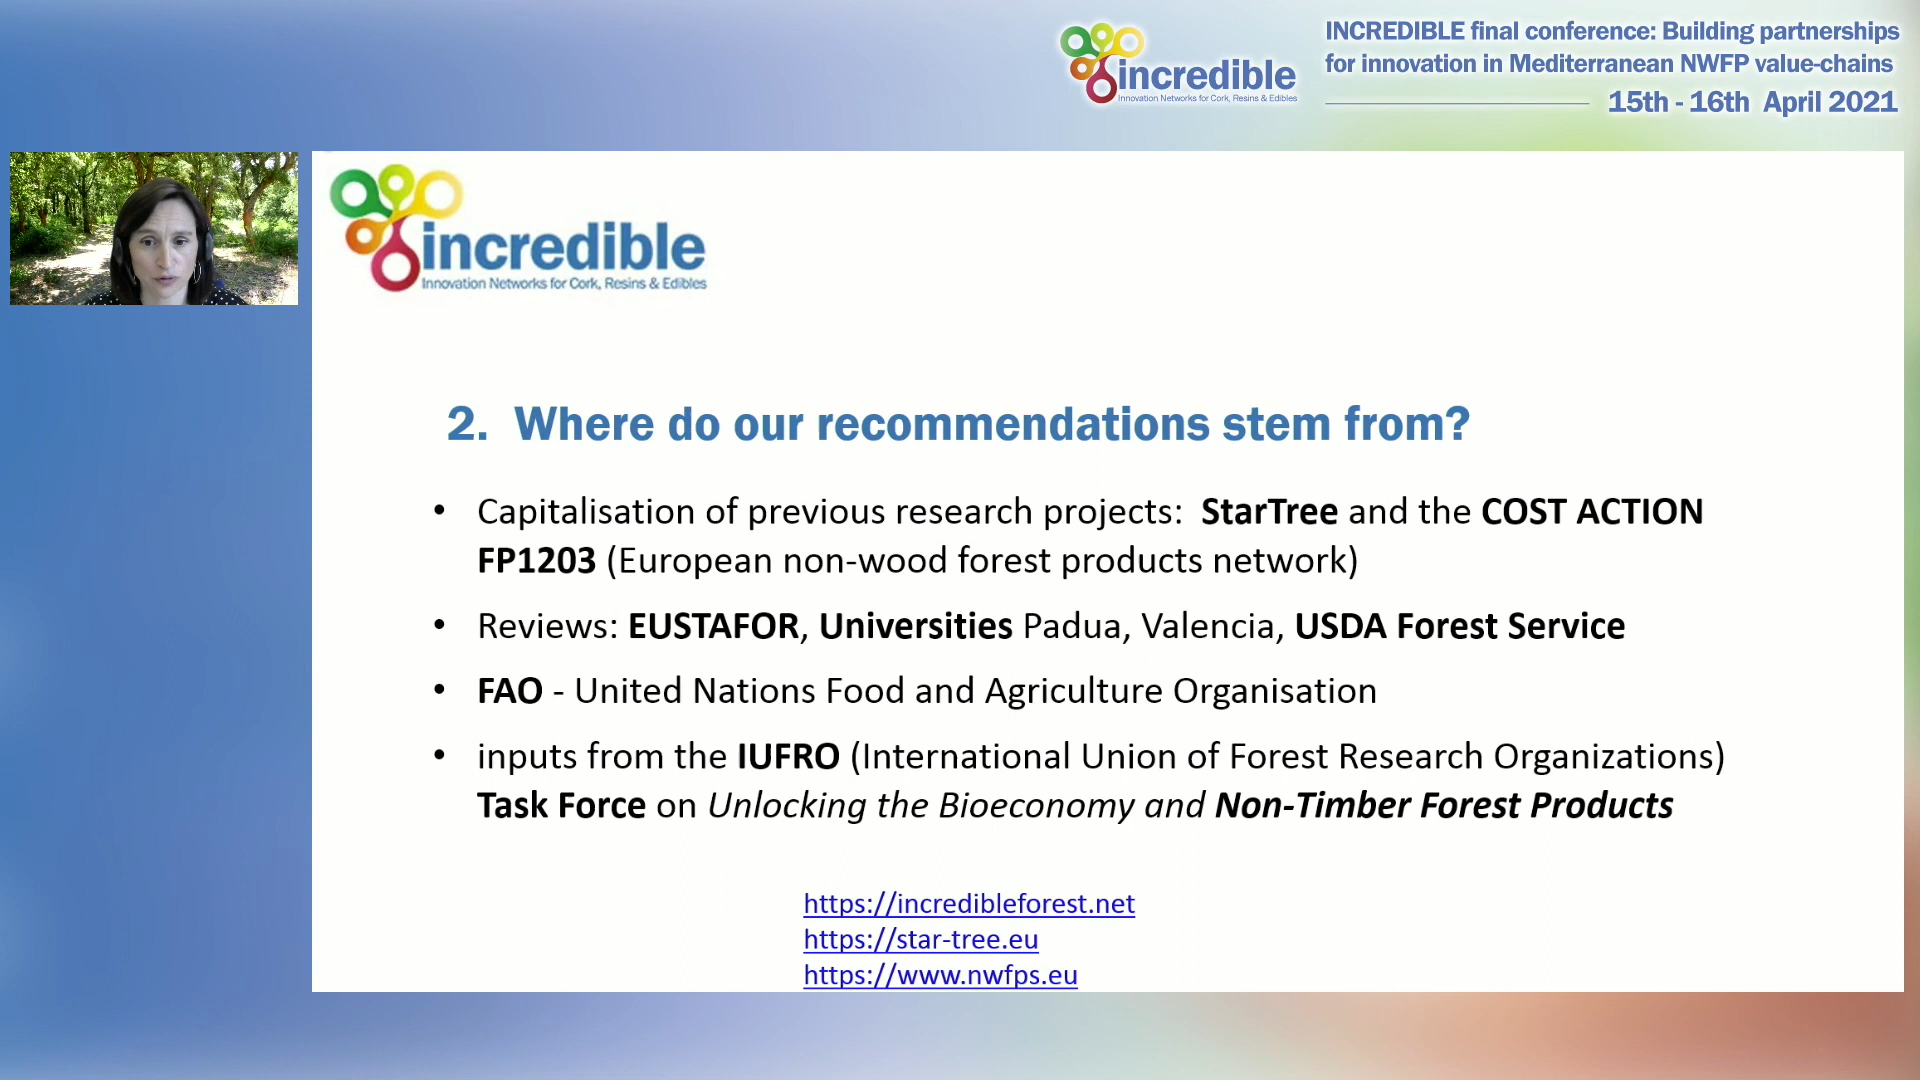 incredible
Innovation Networks for Cork, Resins & Edibles
INCREDIBLE final conference: Building partnerships
for innovation in Mediterranean NWFP value-chains
15th - 16th April 2021
incredible
Innovation Networks for Cork, Resins & Edibles
2. Where do our recommendations stem from?
• Capitalisation of previous research projects: StarTree and the COST ACTION
FP1203 (European non-wood forest products network)
• Reviews: EUSTAFOR, Universities Padua, Valencia, USDA Forest Service
• FAO - United Nations Food and Agriculture Organisation
• inputs from the IUFRO (International Union of Forest Research Organizations)
Task Force on Unlocking the Bioeconomy and Non-Timber Forest Products
https://incredibleforest.net
https://star-tree.eu
https://www.nwfps.eu